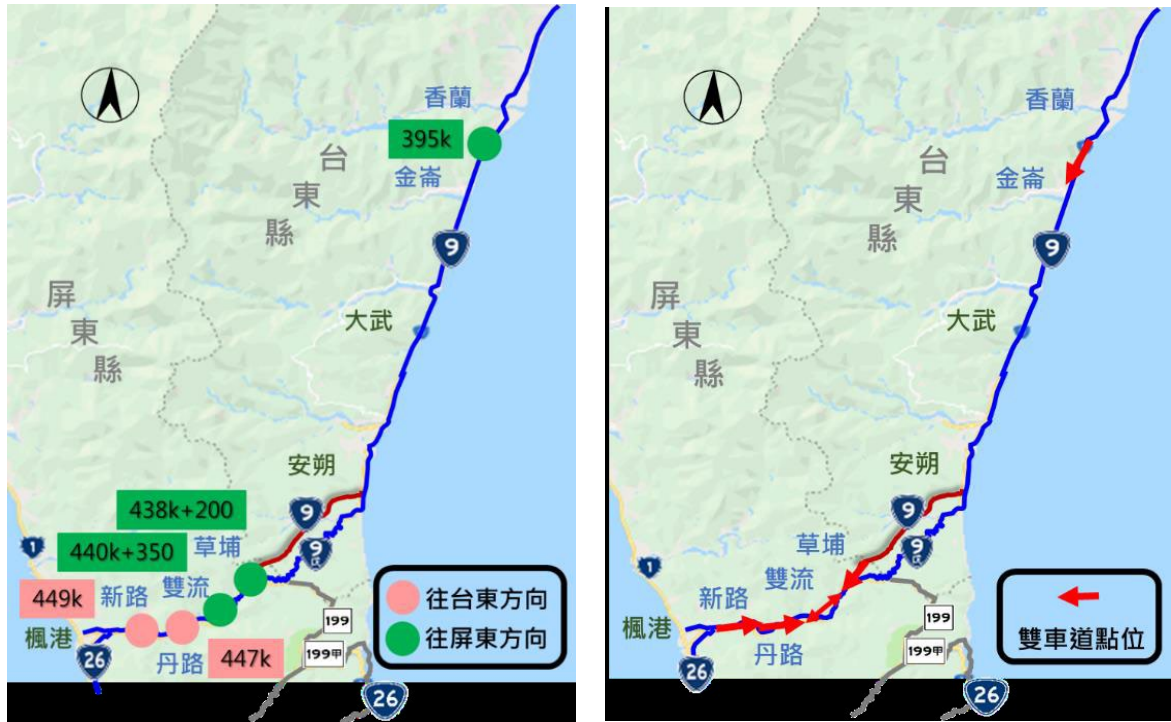 香蘭
395k
台
東
縣
金崙
9
屏
東
縣
大武
安朔
438k+200
9
440k+350
草埔
9戊
1
雙流
449k
新路
往台東方向
199
往屏東方向
楓港
26
丹路
447k
199甲
26
香蘭
台
東
縣
金崙
9
屏
東
縣
大武
安朔
9
草埔
9戊
1
雙流
新路
199
楓港
26
丹路
199甲
雙車道點位
26